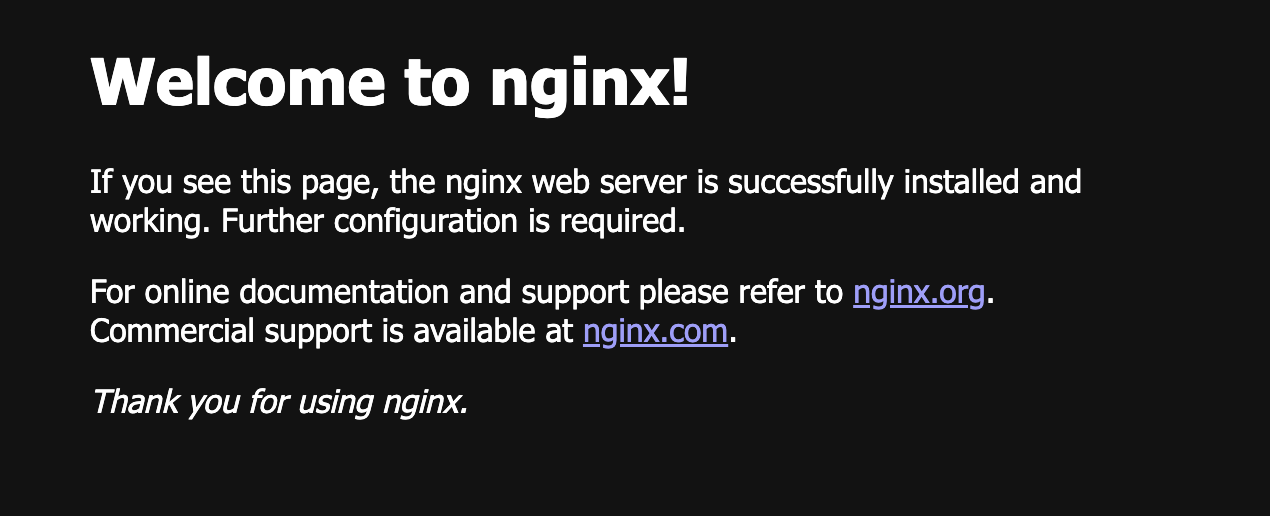 Welcome to nginx!
If you see this page, the nginx web server is successfully installed and
working. Further configuration is required.
For online documentation and support please refer to nginx.org.
Commercial support is available at nginx.com.
Thank you for using nginx.